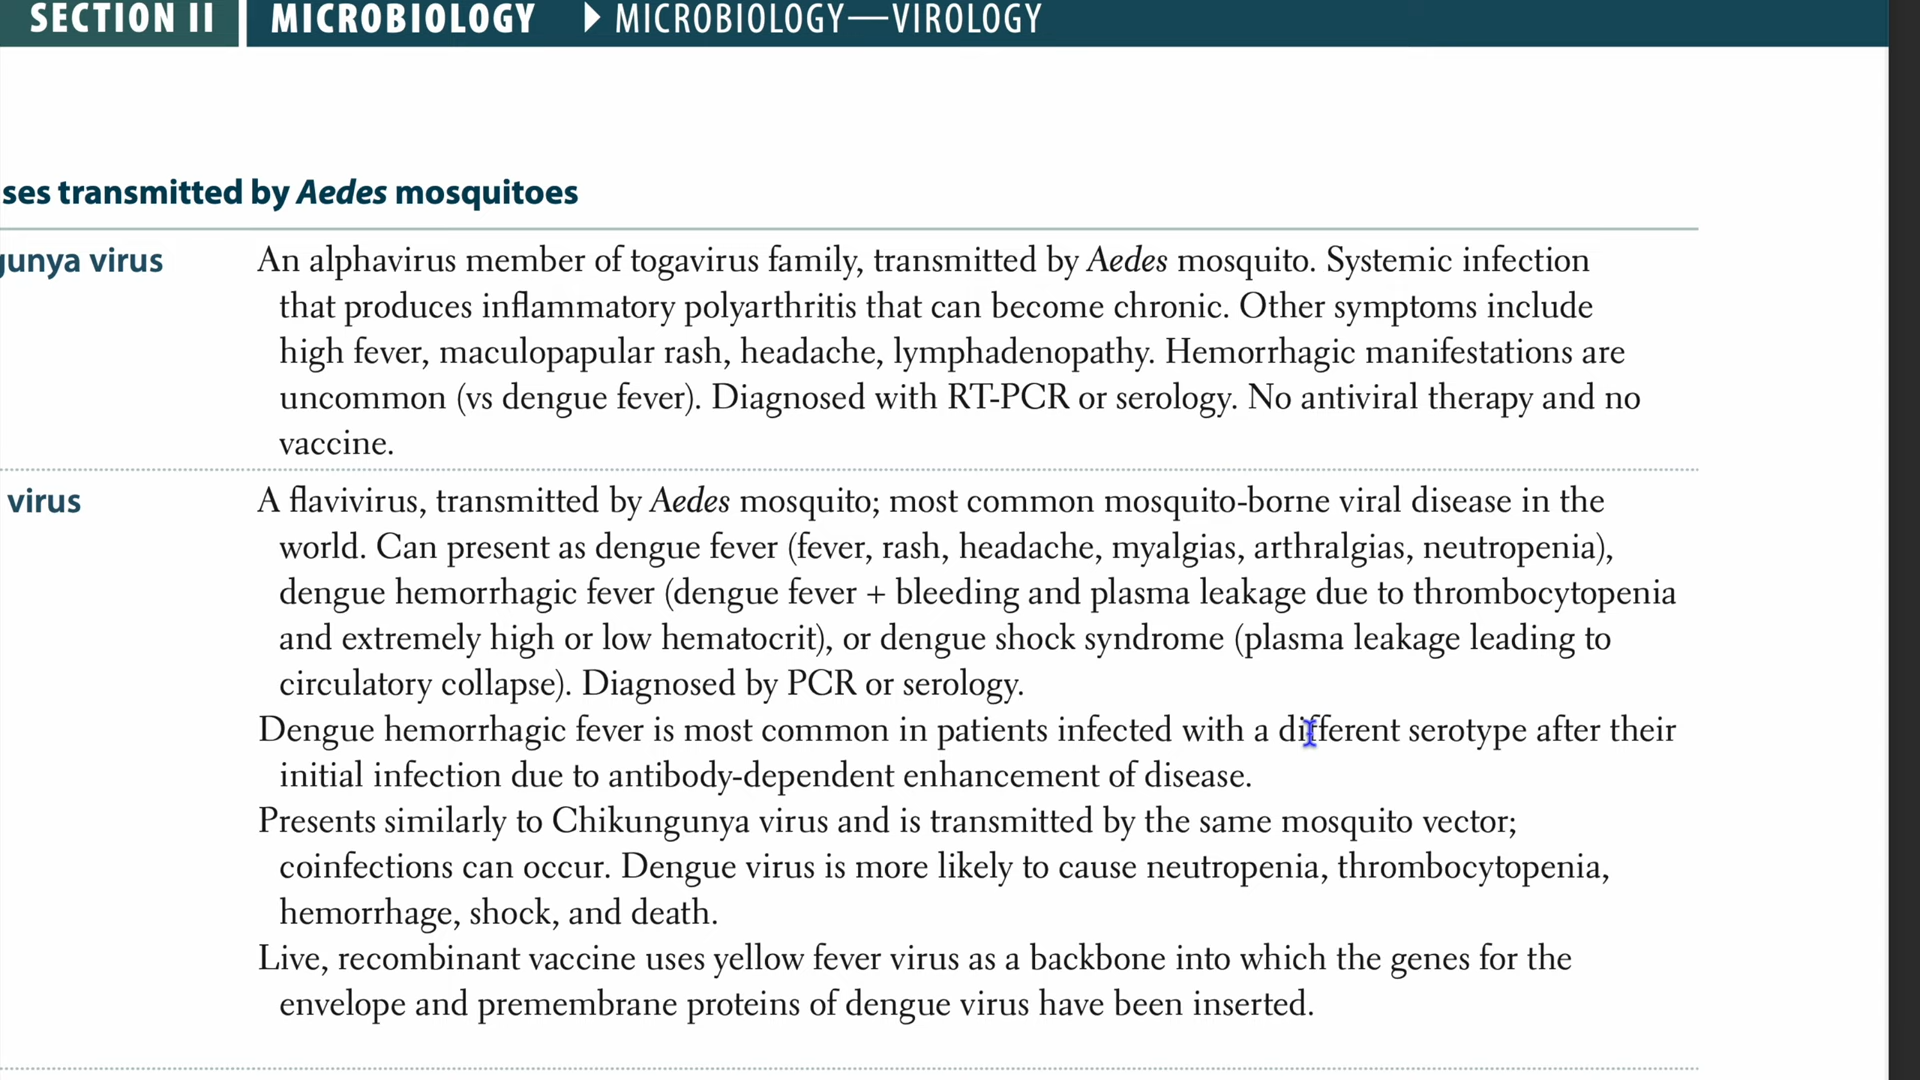 SECTION II MICROBIOLOGY ▶ MICROBIOLOGY—VIROLOGY
ses transmitted by Aedes mosquitoes
gunya virus
An alphavirus member of togavirus family, transmitted by Aedes mosquito. Systemic infection
that produces inflammatory polyarthritis that can become chronic. Other symptoms include
high fever, maculopapular rash, headache, lymphadenopathy. Hemorrhagic manifestations are
uncommon (vs dengue fever). Diagnosed with RT-PCR or serology. No antiviral therapy and no
vaccine.
virus
A flavivirus, transmitted by Aedes mosquito; most common mosquito-borne viral disease in the
world. Can present as dengue fever (fever, rash, headache, myalgias, arthralgias, neutropenia),
dengue hemorrhagic fever (dengue fever + bleeding and plasma leakage due to thrombocytopenia
and extremely high or low hematocrit), or dengue shock syndrome (plasma leakage leading to
circulatory collapse). Diagnosed by PCR or serology.
Dengue hemorrhagic fever is most common in patients infected with a different serotype after their
initial infection due to antibody-dependent enhancement of disease.
Presents similarly to Chikungunya virus and is transmitted by the same mosquito vector;
coinfections can occur. Dengue virus is more likely to cause neutropenia, thrombocytopenia,
hemorrhage, shock, and death.
Live, recombinant vaccine uses yellow fever virus as a backbone into which the genes for the
envelope and premembrane proteins of dengue virus have been inserted.